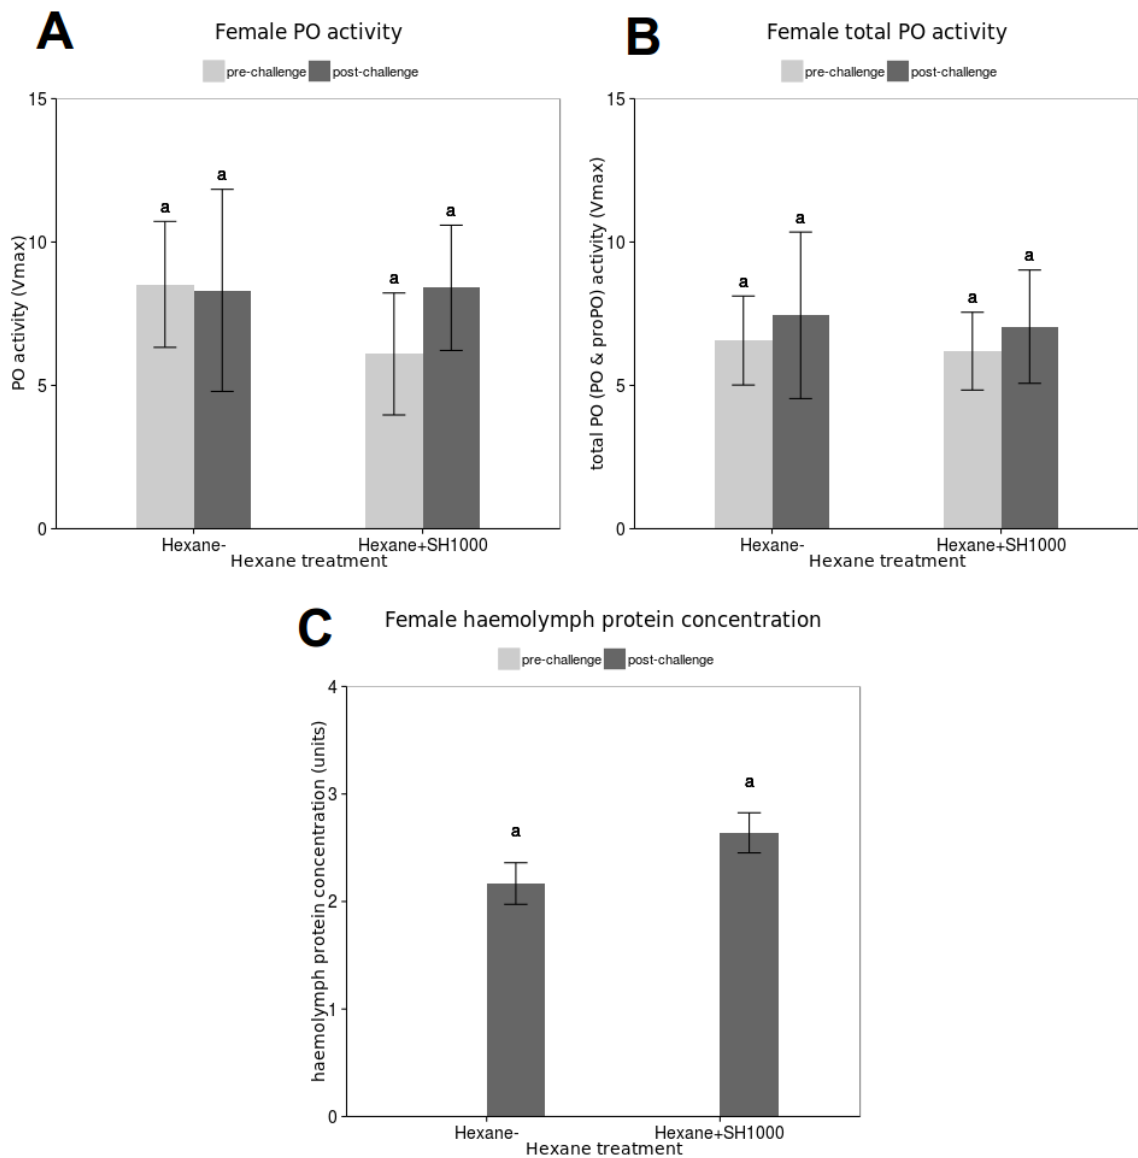 A
Female PO activity
pre-challenge post-challenge
PO activity (Vmax)
15
10
5
0
a
a
a
a
Hexane-
Hexane+SH1000
Hexane treatment
B
Female total PO activity
pre-challenge post-challenge
total PO (PO & proPO) activity (Vmax)
15
10
5
0
a
a
a
a
Hexane-
Hexane+SH1000
Hexane treatment
C
Female haemolymph protein concentration
pre-challenge post-challenge
haemolymph protein concentration (units)
4
3
2
1
0
a
a
Hexane-
Hexane+SH1000
Hexane treatment